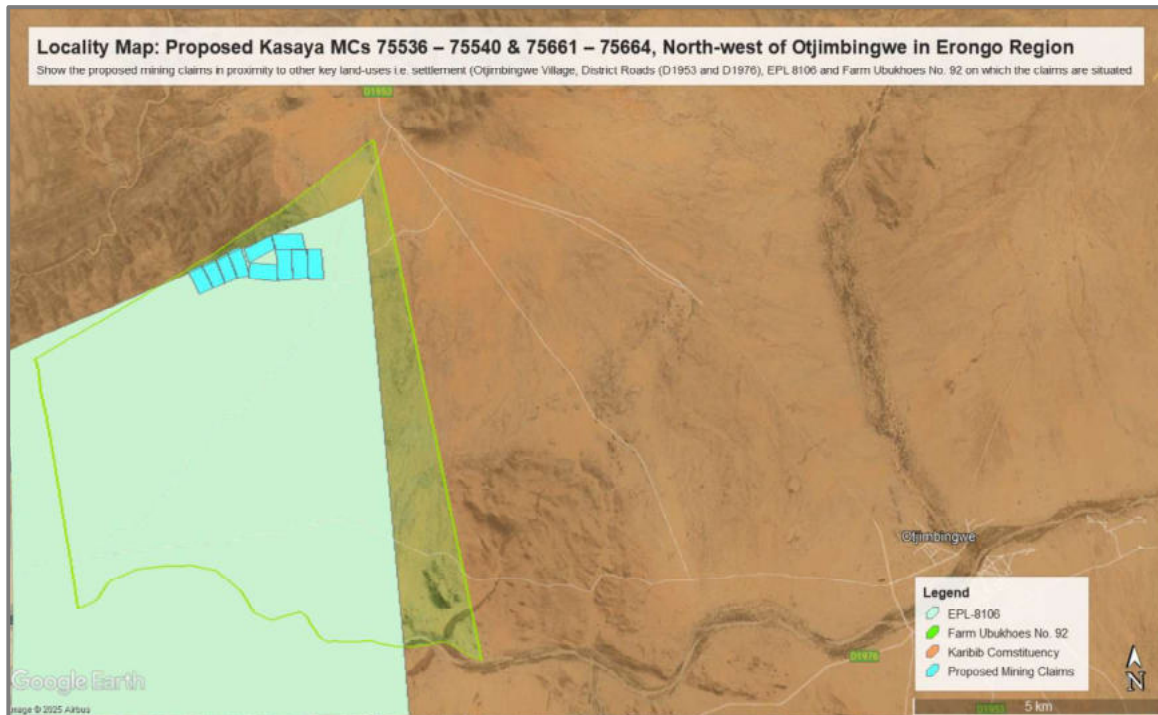 Locality Map: Proposed Kasaya MCs 75536 – 75540 & 75661 – 75664, North-west of Otjimbingwe in Erongo Region
Show the proposed mining claims in proximity to other key land-uses i.e. settlement (Otjimbingwe Village, District Roads (D1953 and D1976), EPL 8106 and Farm Ubukhoes No. 92 on which the claims are situated
D1953
Otjimbingwe
Legend
EPL-8106
Farm Ubukhoes No. 92
Karibib Comstituency
Proposed Mining Claims
D1976
N
Google Earth
D1953
5 km
mage © 2025 Airbus